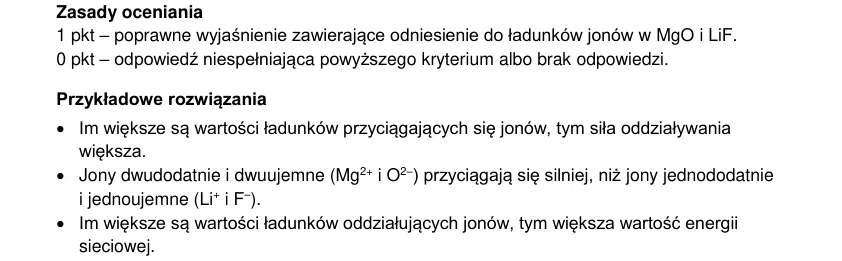 Zasady oceniania
1 pkt – poprawne wyjaśnienie zawierające odniesienie do ładunków jonów w MgO i LiF.
0 pkt – odpowiedź niespełniająca powyższego kryterium albo brak odpowiedzi.
Przykładowe rozwiązania
• Im większe są wartości ładunków przyciągających się jonów, tym siła oddziaływania
większa.
• Jony dwudodatnie i dwuujemne (Mg²⁺ i O²⁻) przyciągają się silniej, niż jony jednododatnie
i jednoujemne (Li⁺ i F⁻).
• Im większe są wartości ładunków oddziałujących jonów, tym większa wartość energii
sieciowej.